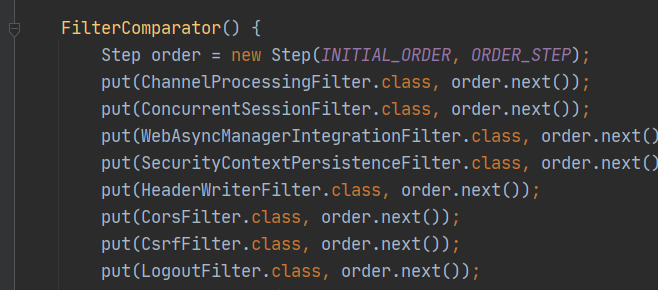 FilterComparator() {
Step order = new Step(INITIAL_ORDER, ORDER_STEP);
put(ChannelProcessingFilter.class, order.next());
put(ConcurrentSessionFilter.class, order.next());
put(WebAsyncManagerIntegrationFilter.class, order.next()
put(SecurityContextPersistenceFilter.class, order.next()
put(HeaderWriterFilter.class, order.next());
put(CorsFilter.class, order.next());
put(CsrfFilter.class, order.next());
put(LogoutFilter.class, order.next());